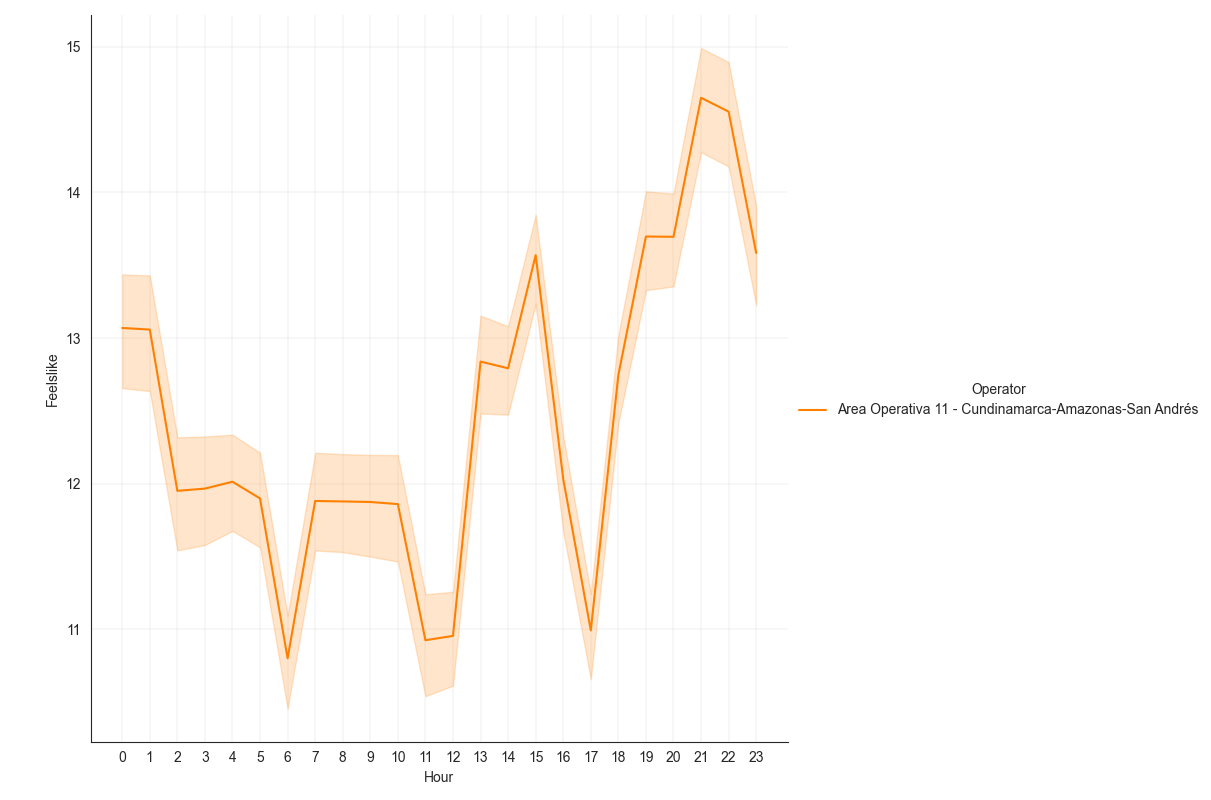 15
14
13
12
11
Feelslike
0 1 2 3 4 5 6 7 8 9 10 11 12 13 14 15 16 17 18 19 20 21 22 23
Hour
Operator
Area Operativa 11 - Cundinamarca-Amazonas-San Andrés